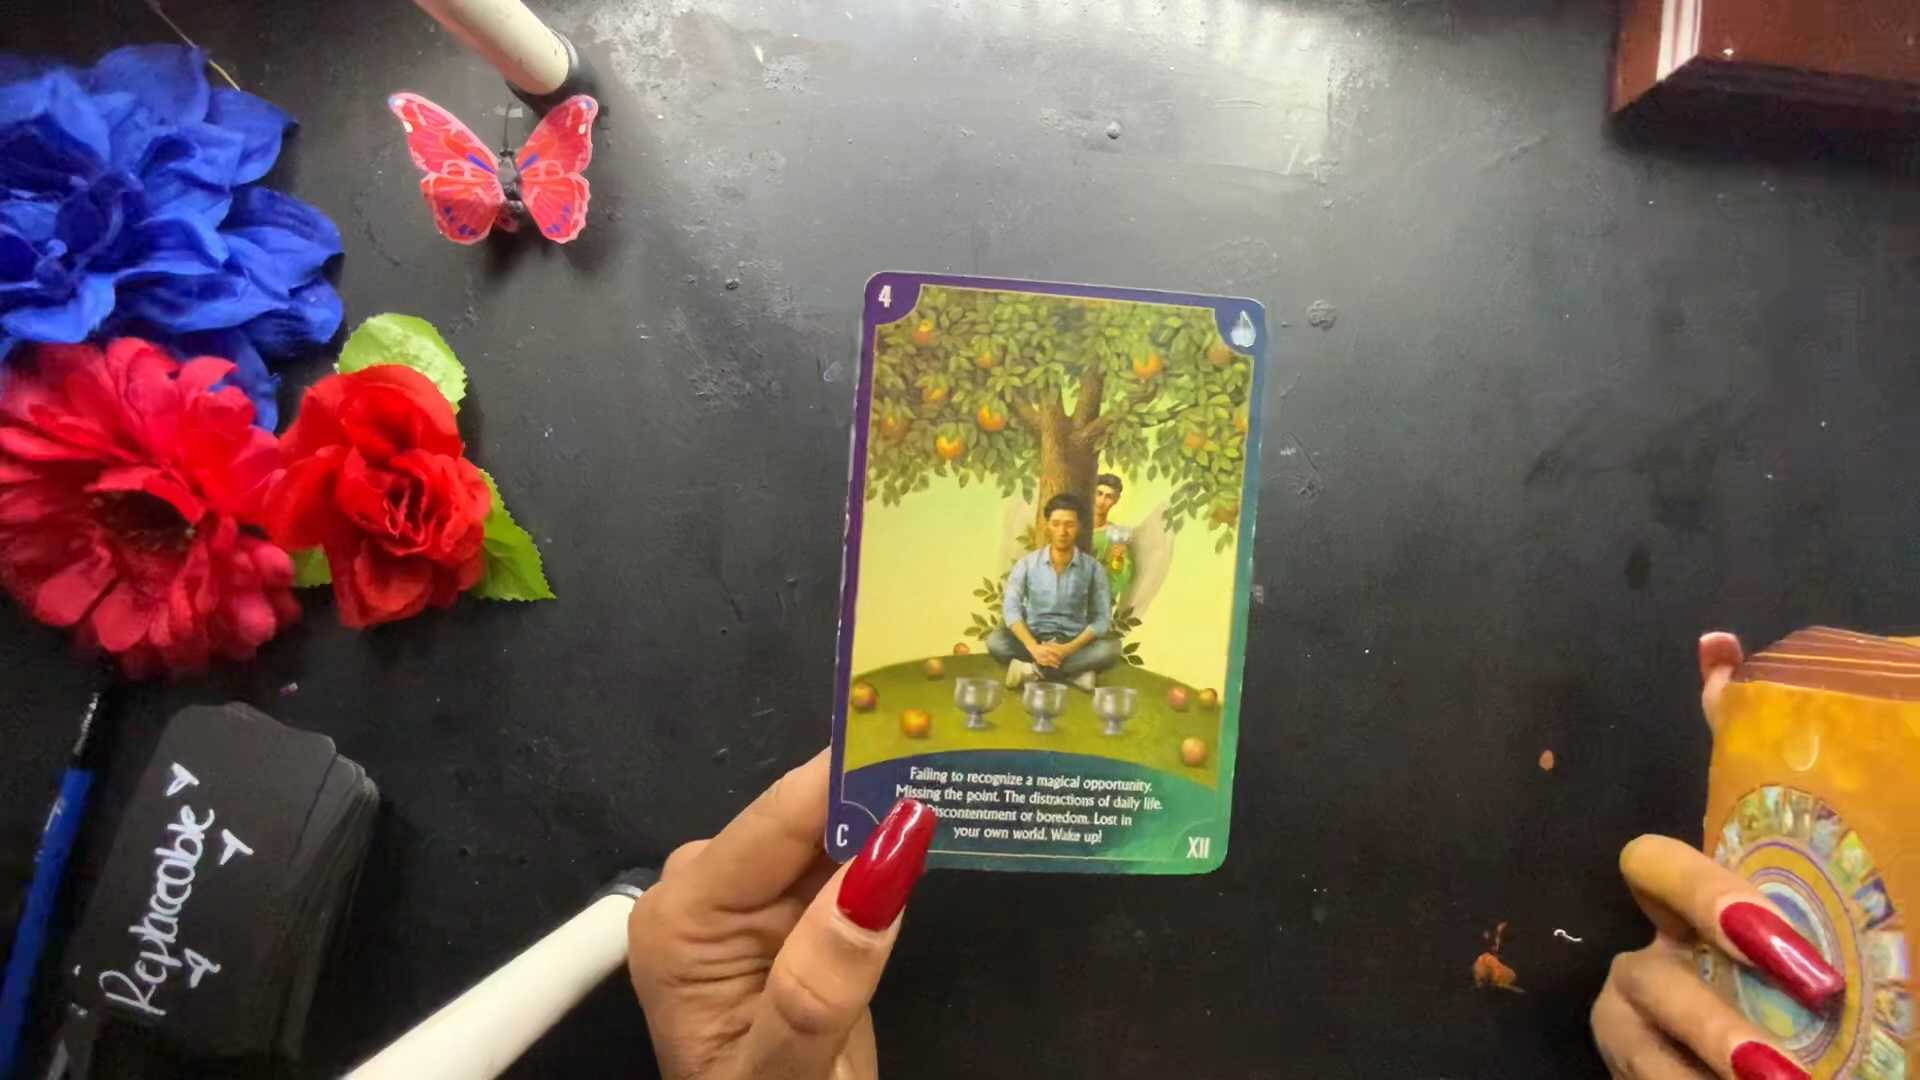 4
Failing to recognize a magical opportunity.
Missing the point. The distractions of daily life.
Discontentment or boredom. Lost in
your own world. Wake up!
C
XII
Replaceable